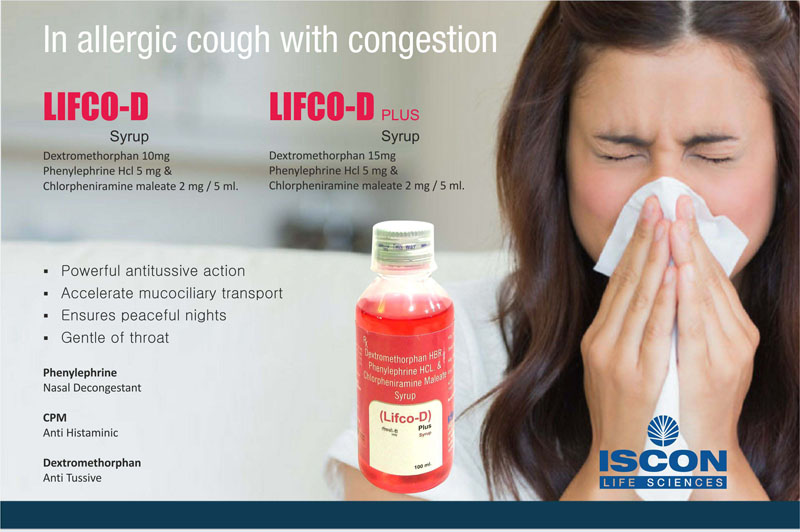 In allergic cough with congestion
LIFCO-D
Syrup
Dextromethorphan 10mg
Phenylephrine Hcl 5 mg &
Chlorpheniramine maleate 2 mg / 5 ml.
LIFCO-D PLUS
Syrup
Dextromethorphan 15mg
Phenylephrine Hcl 5 mg &
Chlorpheniramine maleate 2 mg / 5 ml.
▪ Powerful antitussive action
▪ Accelerate mucociliary transport
▪ Ensures peaceful nights
▪ Gentle of throat
Phenylephrine
Nasal Decongestant
CPM
Anti Histaminic
Dextromethorphan
Anti Tussive
Rx
Dextromethorphan HBR
Phenylephrine HCL &
Chlorpheniramine Maleate
Syrup
(Lifco-D)
Plus
Syrup
100 ml.
ISCON
LIFE SCIENCES